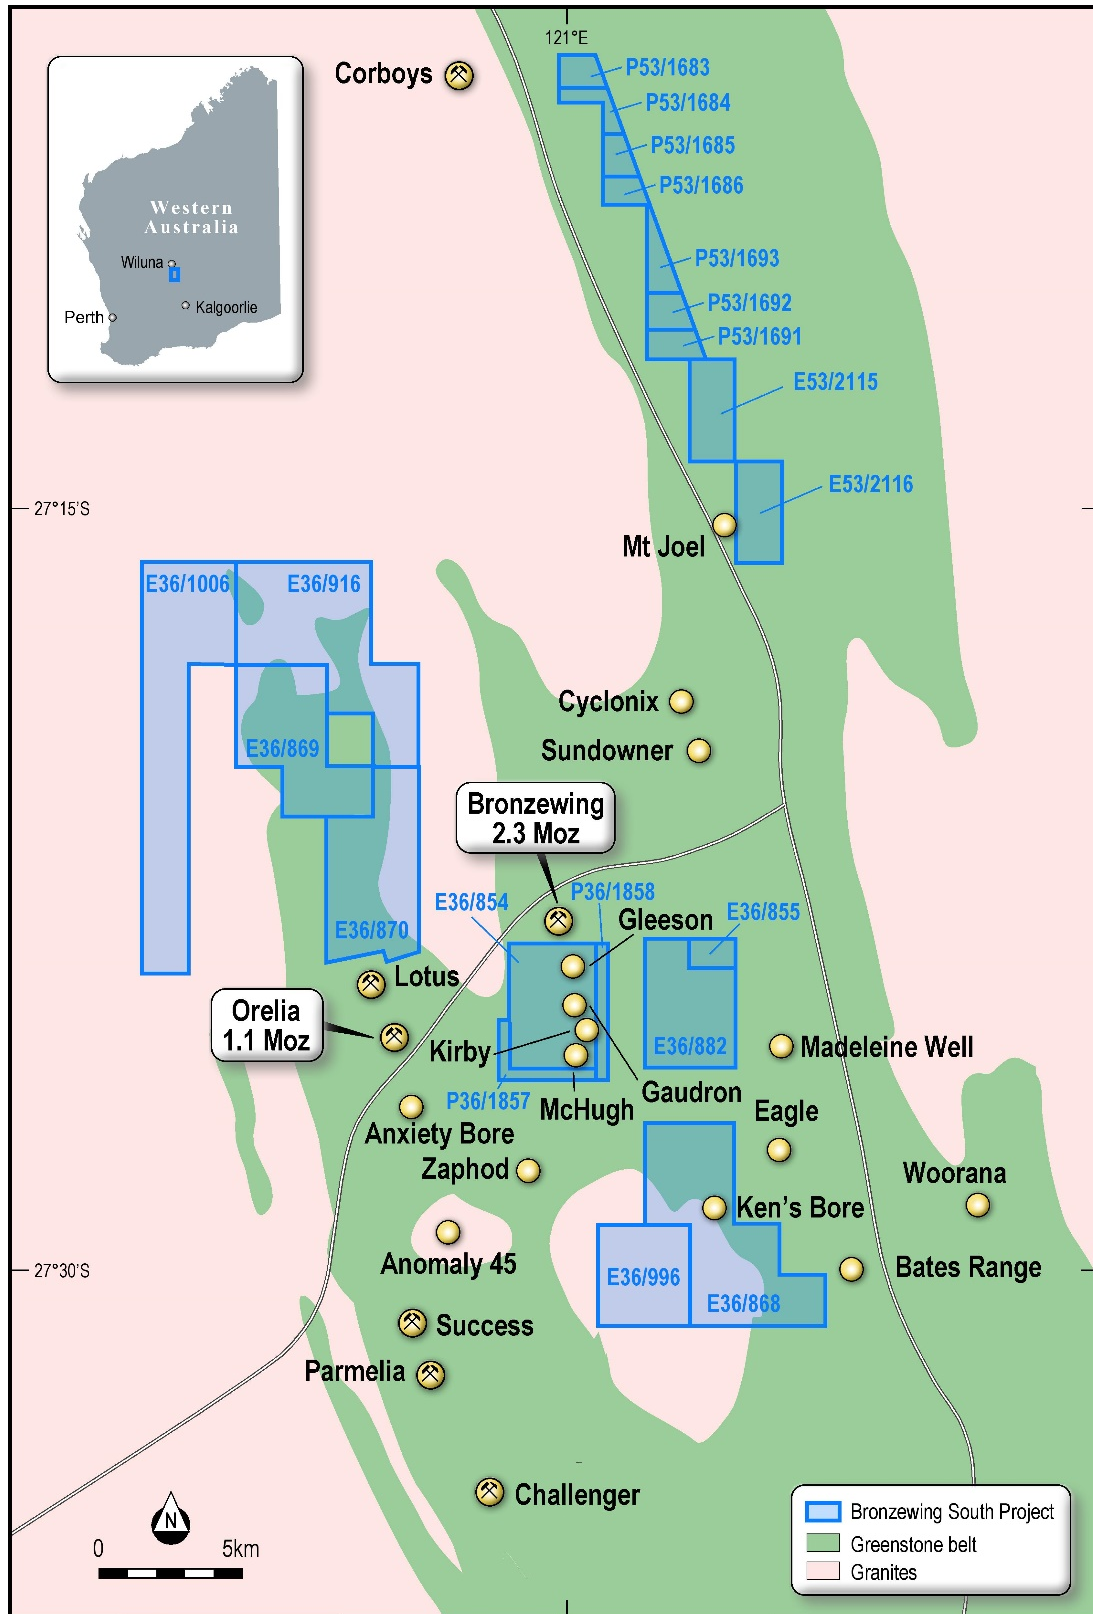 121°E
Corboys
P53/1683
P53/1684
P53/1685
P53/1686
Western
Australia
Wiluna
Kalgoorlie
Perth
P53/1693
P53/1692
P53/1691
E53/2115
E53/2116
27°15'S
Mt Joel
E36/1006
E36/916
Cyclonix
Sundowner
E36/869
Bronzewing
2.3 Moz
E36/854
P36/1858
Gleeson
E36/855
E36/870
Lotus
Orelia
1.1 Moz
Kirby
E36/882
Madeleine Well
P36/1857
McHugh
Gaudron
Eagle
Anxiety Bore
Zaphod
Woorana
Ken's Bore
Anomaly 45
27°30'S
E36/996
E36/868
Bates Range
Success
Parmelia
Challenger
N
0
5km
Bronzewing South Project
Greenstone belt
Granites